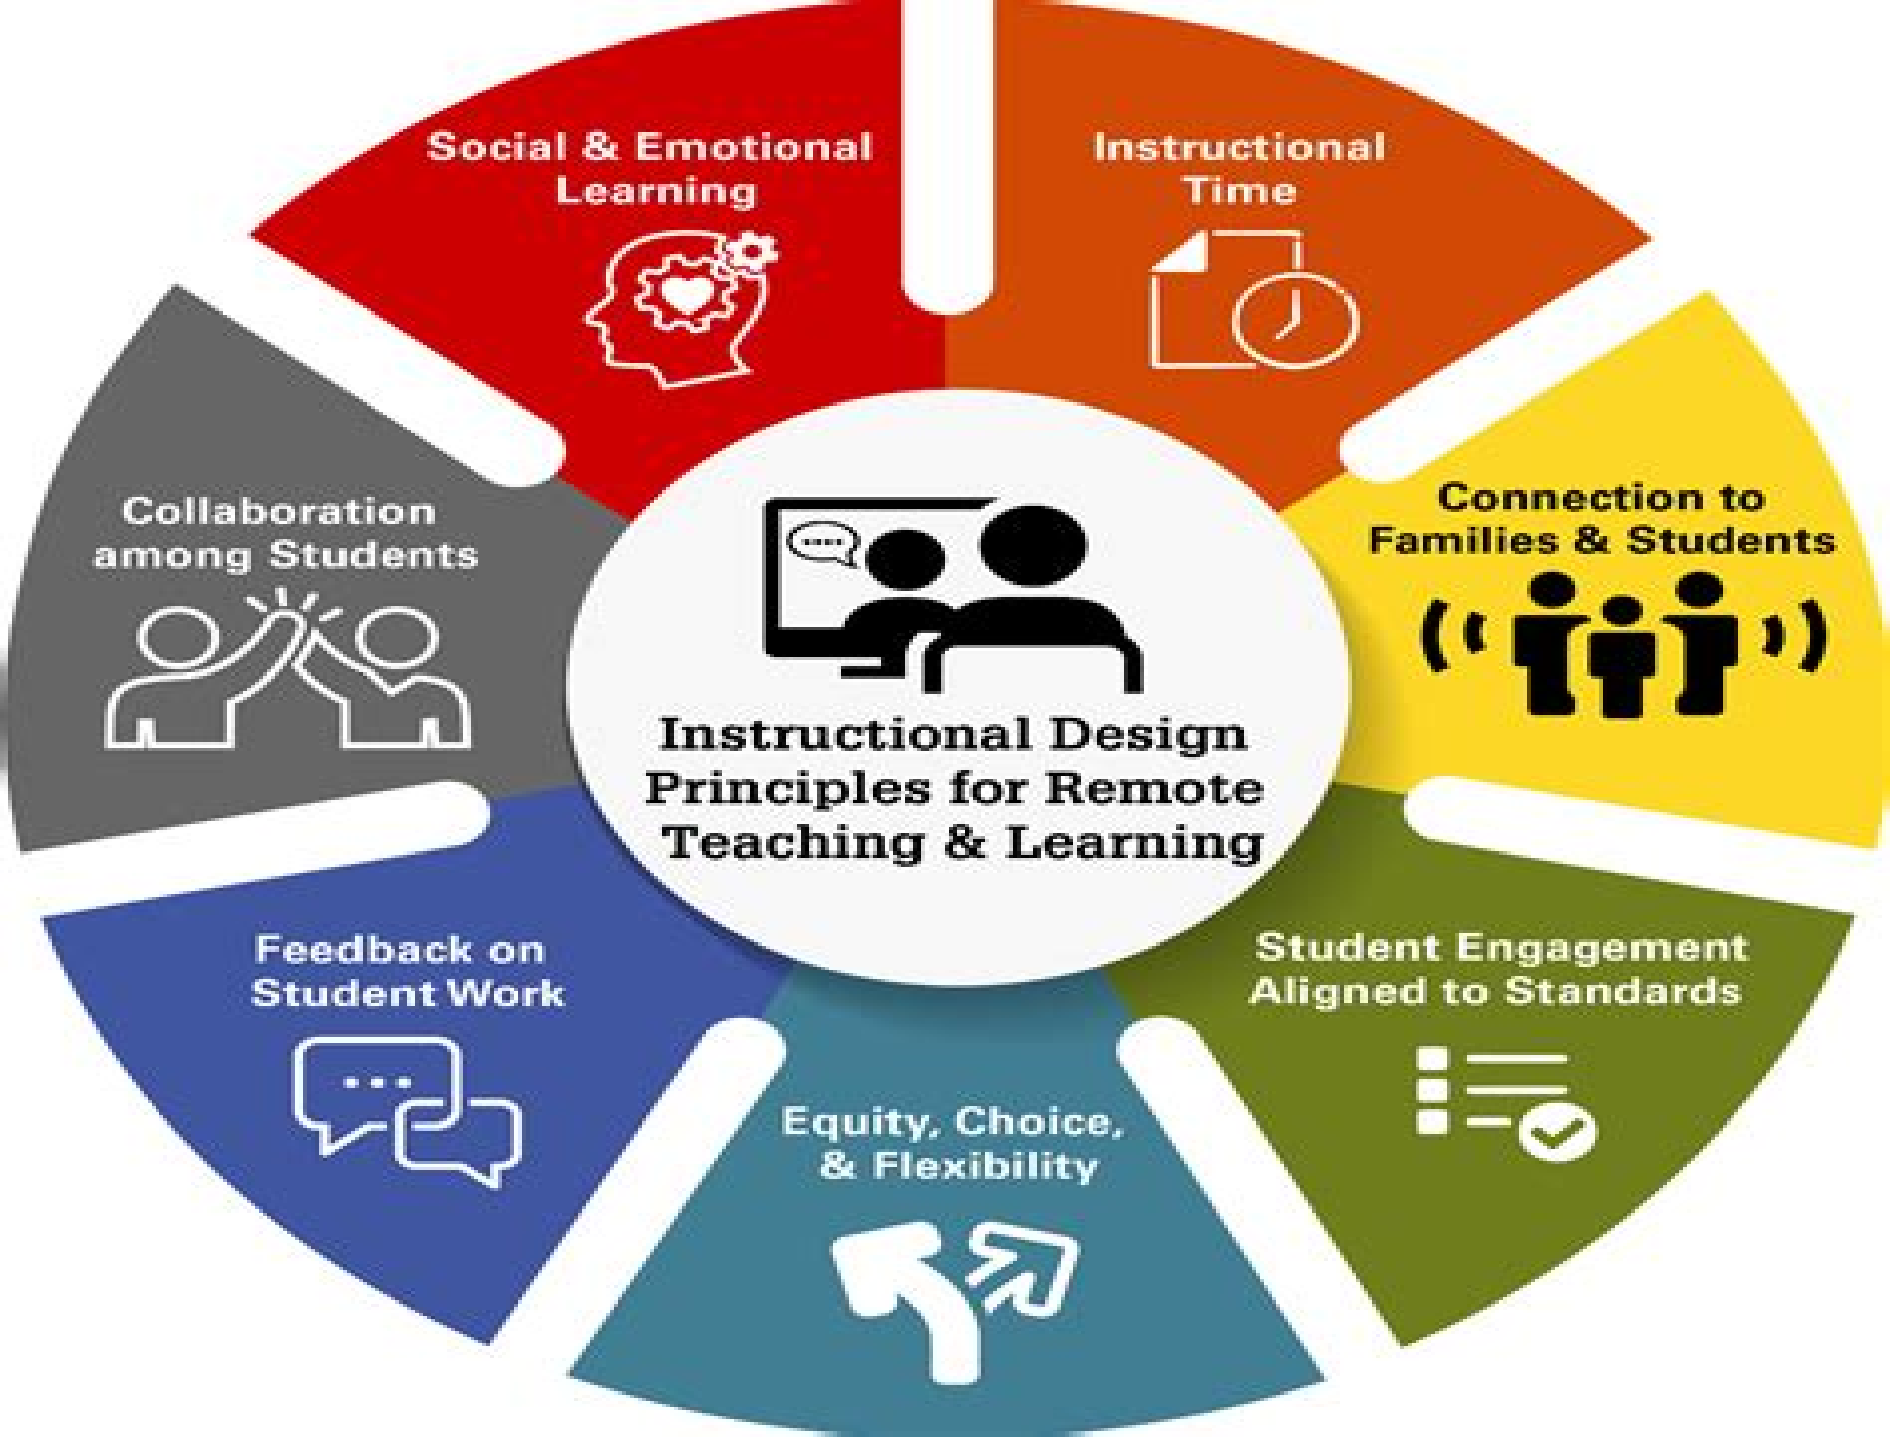 Social & Emotional
Learning
Instructional
Time
Connection to
Families & Students
Student Engagement
Aligned to Standards
Equity, Choice,
& Flexibility
Feedback on
Student Work
Collaboration
among Students
Instructional Design
Principles for Remote
Teaching & Learning